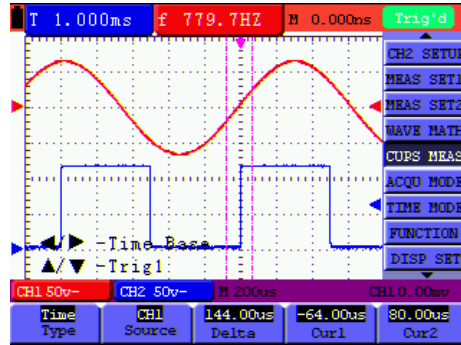 T 1.000ms f 779.7HZ M 0.000ns Trig'd
CH2 SETUP
MEAS SET1
MEAS SET2
WAVE MATH
CURS MEAS
ACQU MODE
TIME MODE
FUNCTION
DISP SET
◀/▶ -Time Base
▲/▼ -Trig1
CH1 50v- CH2 50v- M 200us CH1 0.00mv
Time CH1 144.00us -64.00us 80.00us
Type Source Delta Cur1 Cur2